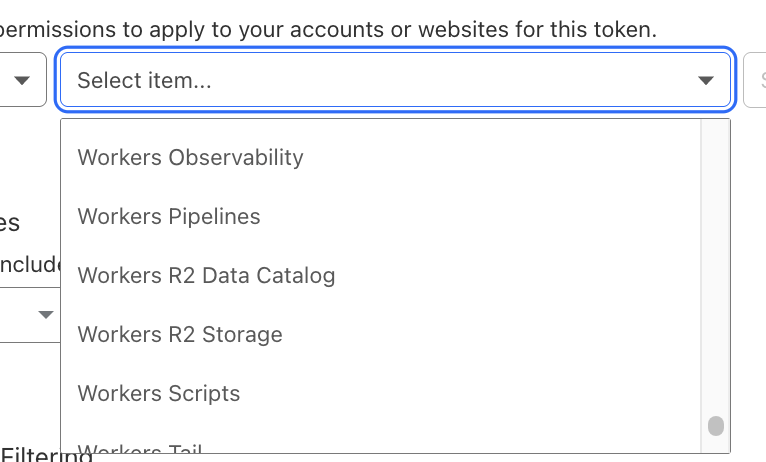 permissions to apply to your accounts or websites for this token.
Select item...
Workers Observability
Workers Pipelines
es
Include
Workers R2 Data Catalog
Workers R2 Storage
Workers Scripts
Workers Tail
Filtering